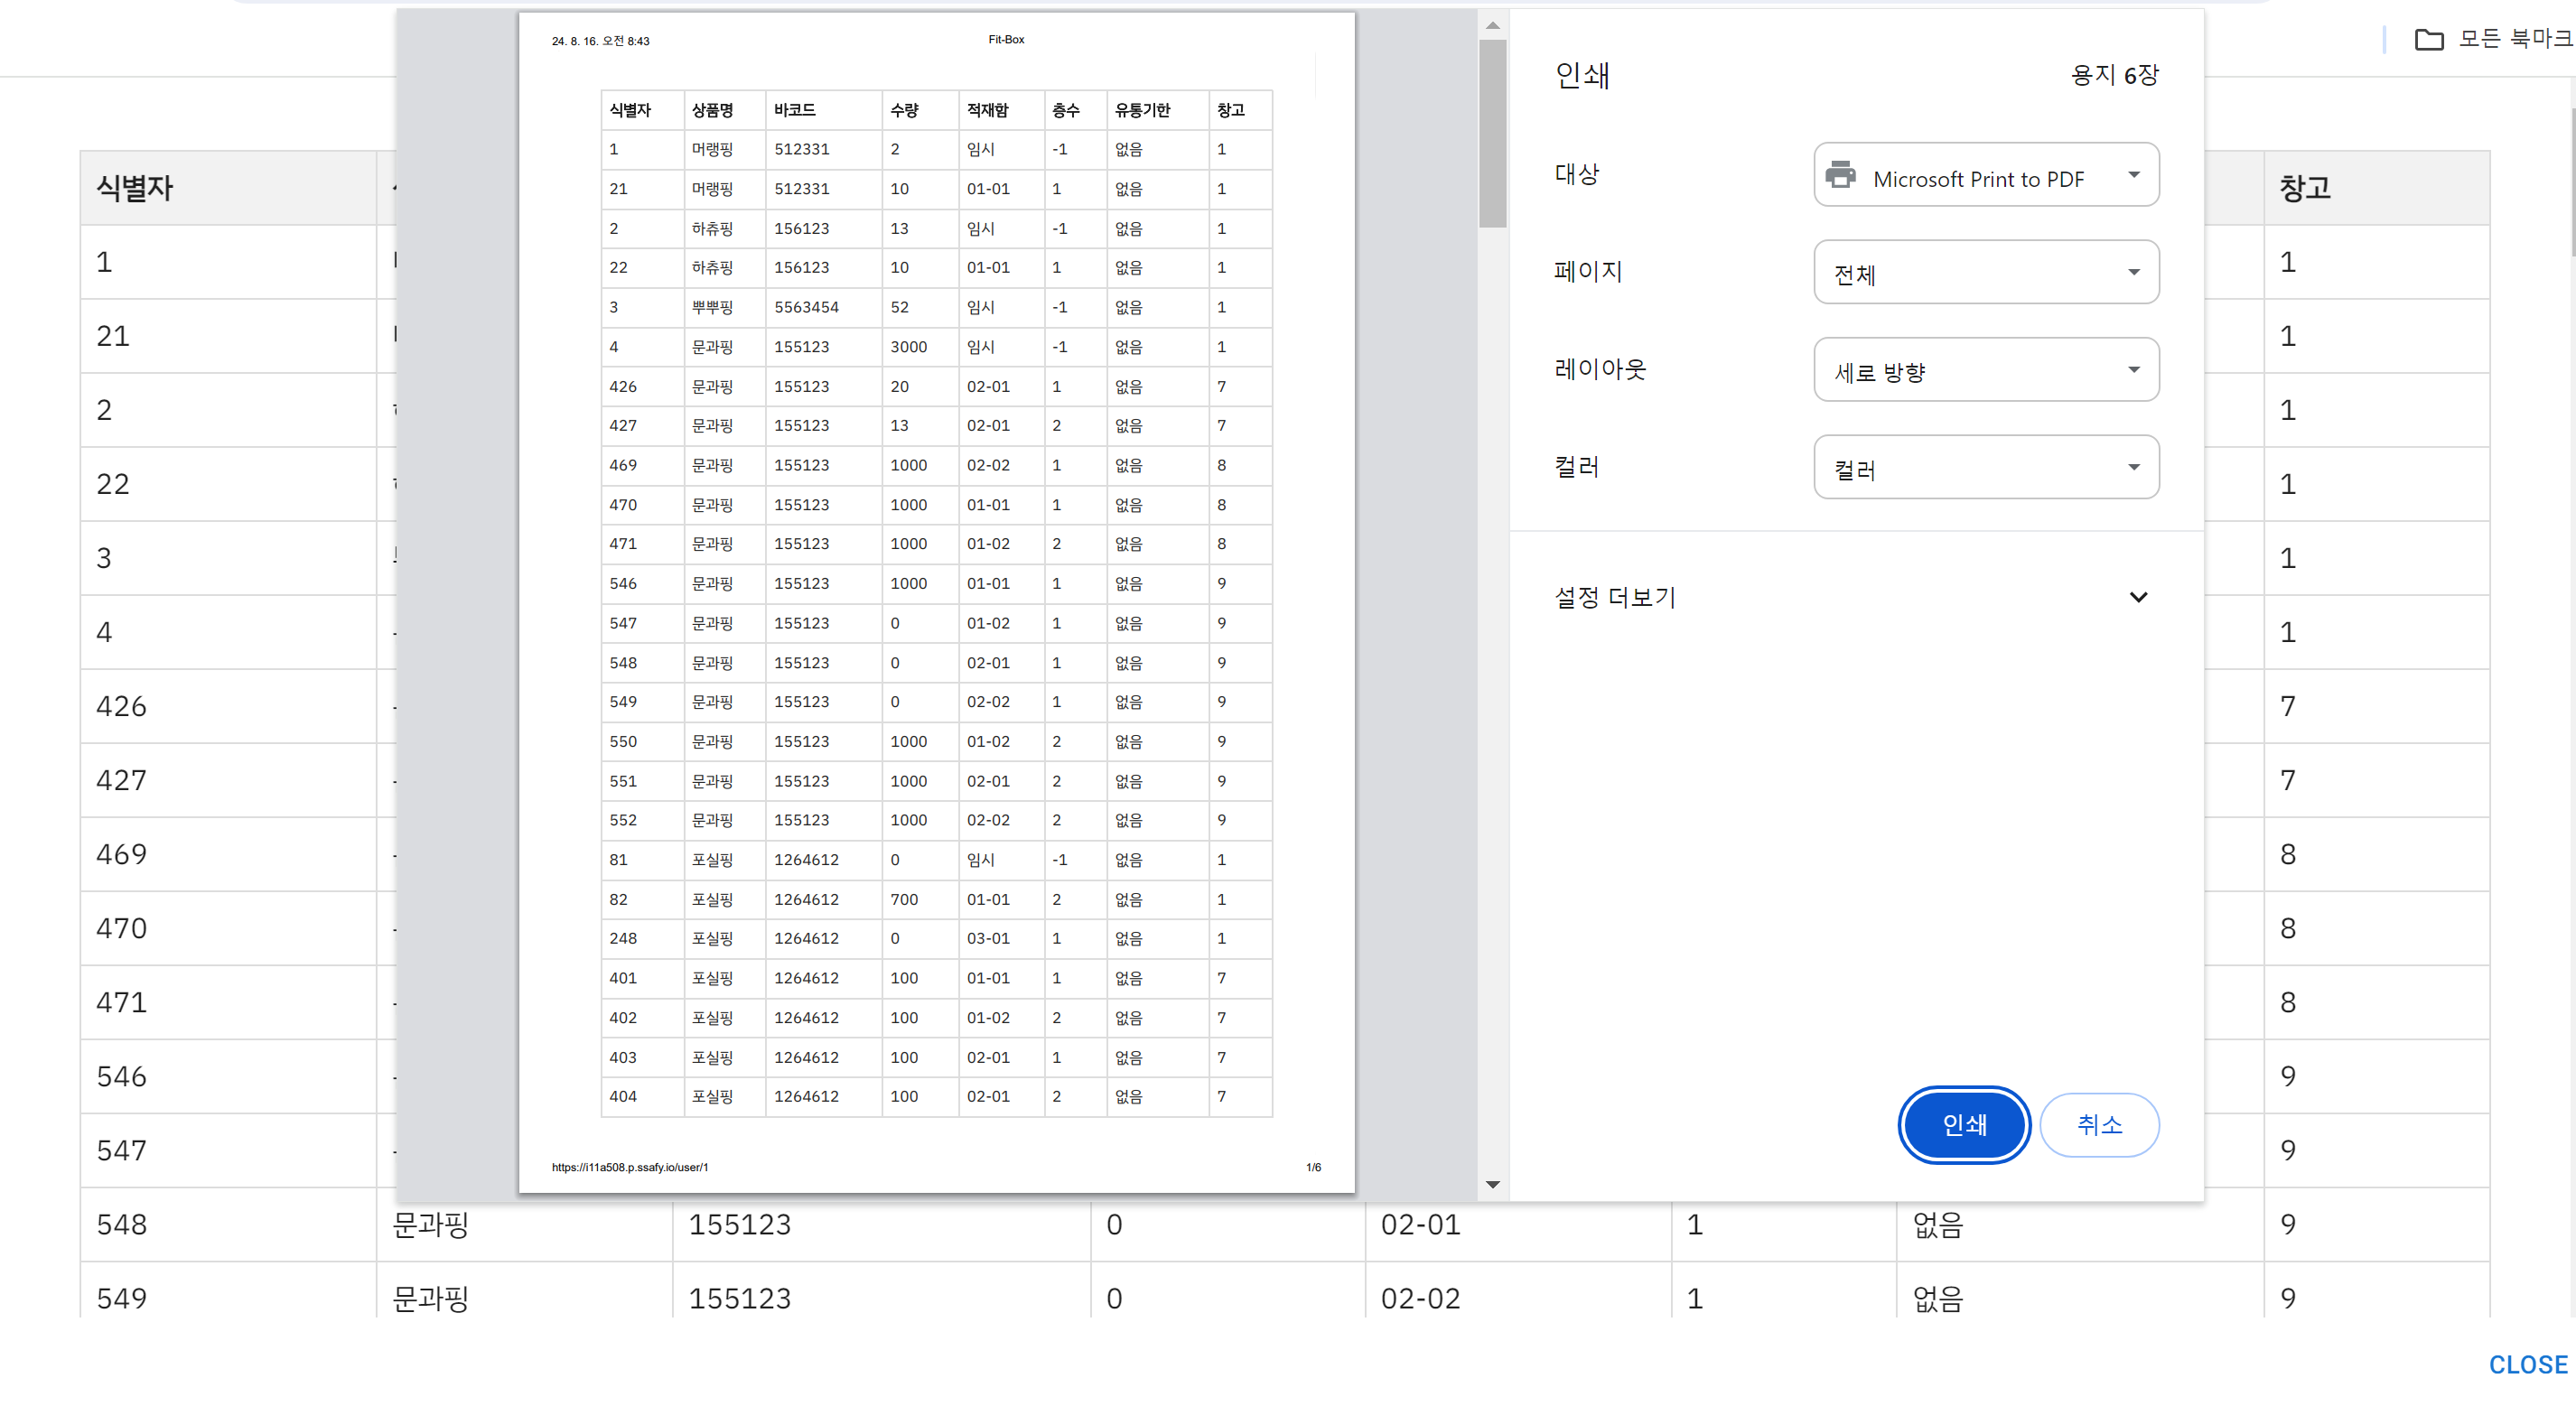 모든 북마크
24. 8. 16. 오전 8:43 Fit-Box
식별자 상품명 바코드 수량 적재함 층수 유통기한 창고
1 머랭핑 512331 2 임시 -1 없음 1
21 머랭핑 512331 10 01-01 1 없음 1
2 하츄핑 156123 13 임시 -1 없음 1
22 하츄핑 156123 10 01-01 1 없음 1
3 뿌뿌핑 5563454 52 임시 -1 없음 1
4 문과핑 155123 3000 임시 -1 없음 1
426 문과핑 155123 20 02-01 1 없음 7
427 문과핑 155123 13 02-01 2 없음 7
469 문과핑 155123 1000 02-02 1 없음 8
470 문과핑 155123 1000 01-01 1 없음 8
471 문과핑 155123 1000 01-02 2 없음 8
546 문과핑 155123 1000 01-01 1 없음 9
547 문과핑 155123 0 01-02 1 없음 9
548 문과핑 155123 0 02-01 1 없음 9
549 문과핑 155123 0 02-02 1 없음 9
550 문과핑 155123 1000 01-02 2 없음 9
551 문과핑 155123 1000 02-01 2 없음 9
552 문과핑 155123 1000 02-02 2 없음 9
81 포실핑 1264612 0 임시 -1 없음 1
82 포실핑 1264612 700 01-01 2 없음 1
248 포실핑 1264612 0 03-01 1 없음 1
401 포실핑 1264612 100 01-01 1 없음 7
402 포실핑 1264612 100 01-02 2 없음 7
403 포실핑 1264612 100 02-01 1 없음 7
404 포실핑 1264612 100 02-01 2 없음 7
https://i11a508.p.ssafy.io/user/1 1/6
인쇄 용지 6장
대상 Microsoft Print to PDF
페이지 전체
레이아웃 세로 방향
컬러 컬러
설정 더보기
인쇄 취소
식별자 창고
1 1
21 1
2 1
22 1
3 1
4 1
426 7
427 7
469 8
470 8
471 8
546 9
547 9
548 문과핑 155123 0 02-01 1 없음 9
549 문과핑 155123 0 02-02 1 없음 9
CLOSE